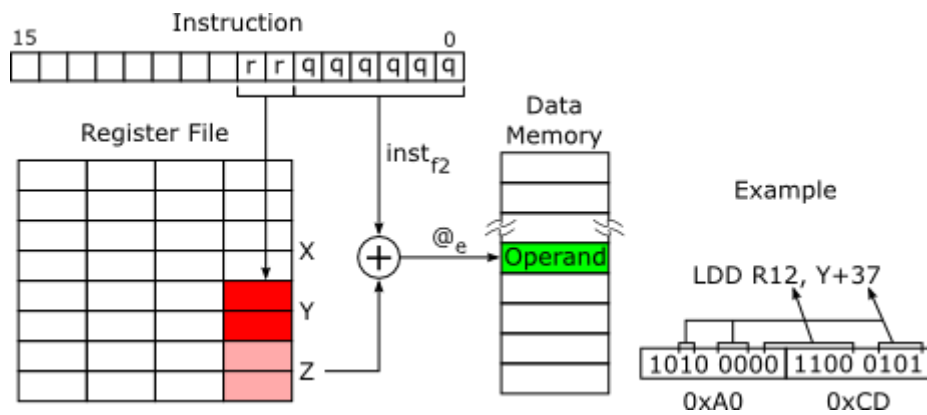 Instruction
15 0
r r q q q q q q
Register File
Data
Memory
inst f2
X
@e
Operand
Y
Z
Example
LDD R12, Y+37
1010 0000 1100 0101
0xA0 0xCD